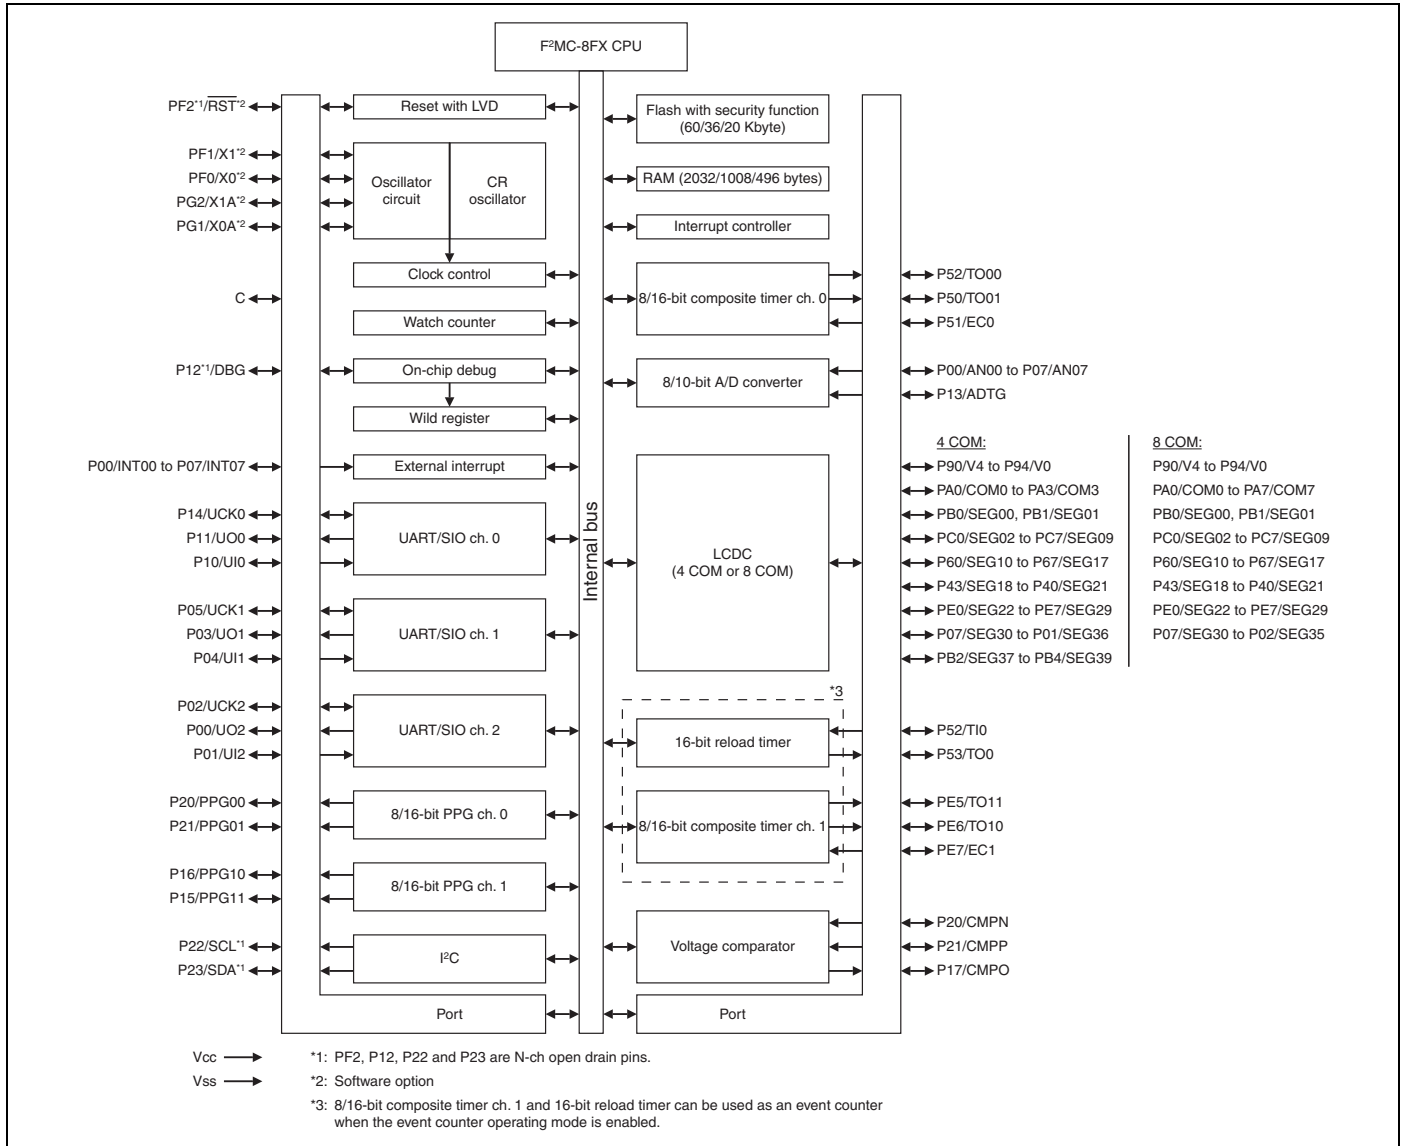 F²MC-8FX CPU
PF2*1/RST*2
PF1/X1*2
PF0/X0*2
PG2/X1A*2
PG1/X0A*2
C
P12*1/DBG
P00/INT00 to P07/INT07
P14/UCK0
P11/UO0
P10/UI0
P05/UCK1
P03/UO1
P04/UI1
P02/UCK2
P00/UO2
P01/UI2
P20/PPG00
P21/PPG01
P16/PPG10
P15/PPG11
P22/SCL*1
P23/SDA*1
Reset with LVD
Oscillator
circuit
CR
oscillator
Clock control
Watch counter
On-chip debug
Wild register
External interrupt
UART/SIO ch. 0
UART/SIO ch. 1
UART/SIO ch. 2
8/16-bit PPG ch. 0
8/16-bit PPG ch. 1
I²C
Port
Internal bus
Flash with security function
(60/36/20 Kbyte)
RAM (2032/1008/496 bytes)
Interrupt controller
8/16-bit composite timer ch. 0
8/10-bit A/D converter
LCDC
(4 COM or 8 COM)
*3
16-bit reload timer
8/16-bit composite timer ch. 1
Voltage comparator
Port
P52/TO00
P50/TO01
P51/EC0
P00/AN00 to P07/AN07
P13/ADTG
4 COM:
P90/V4 to P94/V0
PA0/COM0 to PA3/COM3
PB0/SEG00, PB1/SEG01
PC0/SEG02 to PC7/SEG09
P60/SEG10 to P67/SEG17
P43/SEG18 to P40/SEG21
PE0/SEG22 to PE7/SEG29
P07/SEG30 to P01/SEG36
PB2/SEG37 to PB4/SEG39
8 COM:
P90/V4 to P94/V0
PA0/COM0 to PA7/COM7
PB0/SEG00, PB1/SEG01
PC0/SEG02 to PC7/SEG09
P60/SEG10 to P67/SEG17
P43/SEG18 to P40/SEG21
PE0/SEG22 to PE7/SEG29
P07/SEG30 to P02/SEG35
P52/TI0
P53/TO0
PE5/TO11
PE6/TO10
PE7/EC1
P20/CMPN
P21/CMPP
P17/CMPO
Vcc
Vss
*1: PF2, P12, P22 and P23 are N-ch open drain pins.
*2: Software option
*3: 8/16-bit composite timer ch. 1 and 16-bit reload timer can be used as an event counter
when the event counter operating mode is enabled.